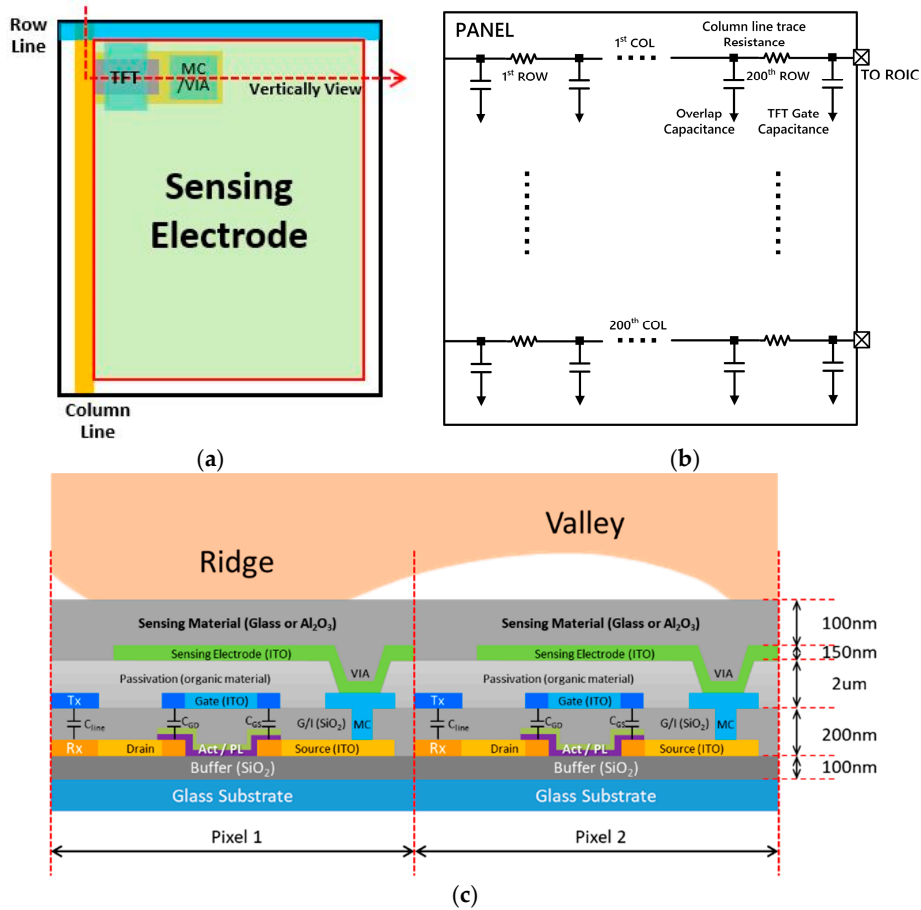 Row
Line
TFT
MC
/VIA
Vertically View
Sensing
Electrode
Column
Line
(a)
PANEL
1st COL
Column line trace
Resistance
1st ROW
200th ROW
TO ROIC
Overlap
Capacitance
TFT Gate
Capacitance
200th COL
(b)
Valley
Ridge
Sensing Material (Glass or Al2O3)
Sensing Material (Glass or Al2O3)
100nm
Sensing Electrode (ITO)
Sensing Electrode (ITO)
150nm
VIA
VIA
Passivation (organic material)
Passivation (organic material)
2um
Tx
Gate (ITO)
Tx
Gate (ITO)
Cline
CGD
CGS
G/I (SiO2)
MC
Cline
CGD
CGS
G/I (SiO2)
MC
200nm
Rx
Drain
Act / PL
Source (ITO)
Rx
Drain
Act / PL
Source (ITO)
Buffer (SiO2)
Buffer (SiO2)
100nm
Glass Substrate
Glass Substrate
Pixel 1
Pixel 2
(c)